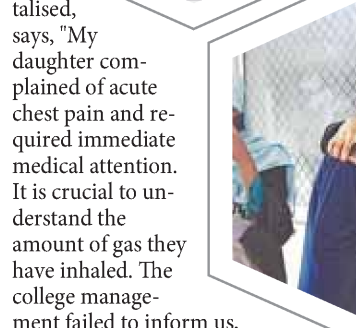 talised,
says, "My
daughter com-
plained of acute
chest pain and re-
quired immediate
medical attention.
It is crucial to un-
derstand the
amount of gas they
have inhaled. The
college manage-
ment failed to inform us.